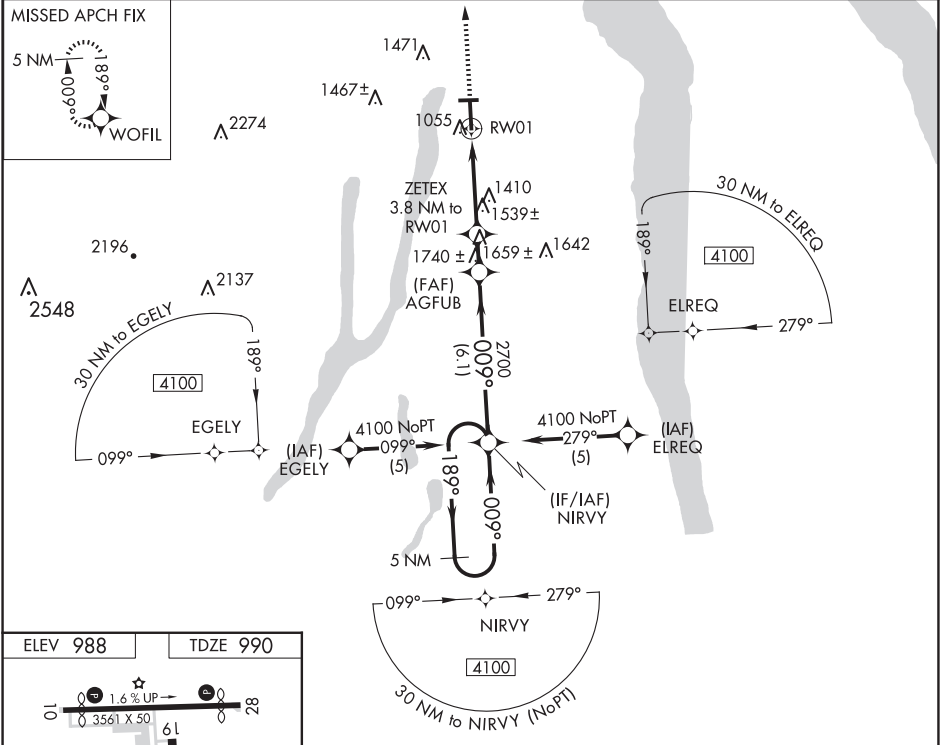 MISSED APCH FIX
5 NM
189°
009°
WOFIL
1471
1467±
2274
1055
RW01
ZETEX
3.8 NM to
RW01
1410
1539±
1740 ±
1659 ±
1642
(FAF)
AGFUB
2196
2548
2137
30 NM to EGELY
4100
189°
EGELY
099°
30 NM to ELREQ
4100
189°
ELREQ
279°
2700
009°
(6.1)
(IAF)
EGELY
4100 NoPT
099°
(5)
4100 NoPT
279°
(5)
(IAF)
ELREQ
(IF/IAF)
NIRVY
189°
009°
5 NM
099°
279°
NIRVY
4100
30 NM to NIRVY (NoPT)
ELEV 988
TDZE 990
P
P
1.6 % UP
10
28
3561 X 50
19